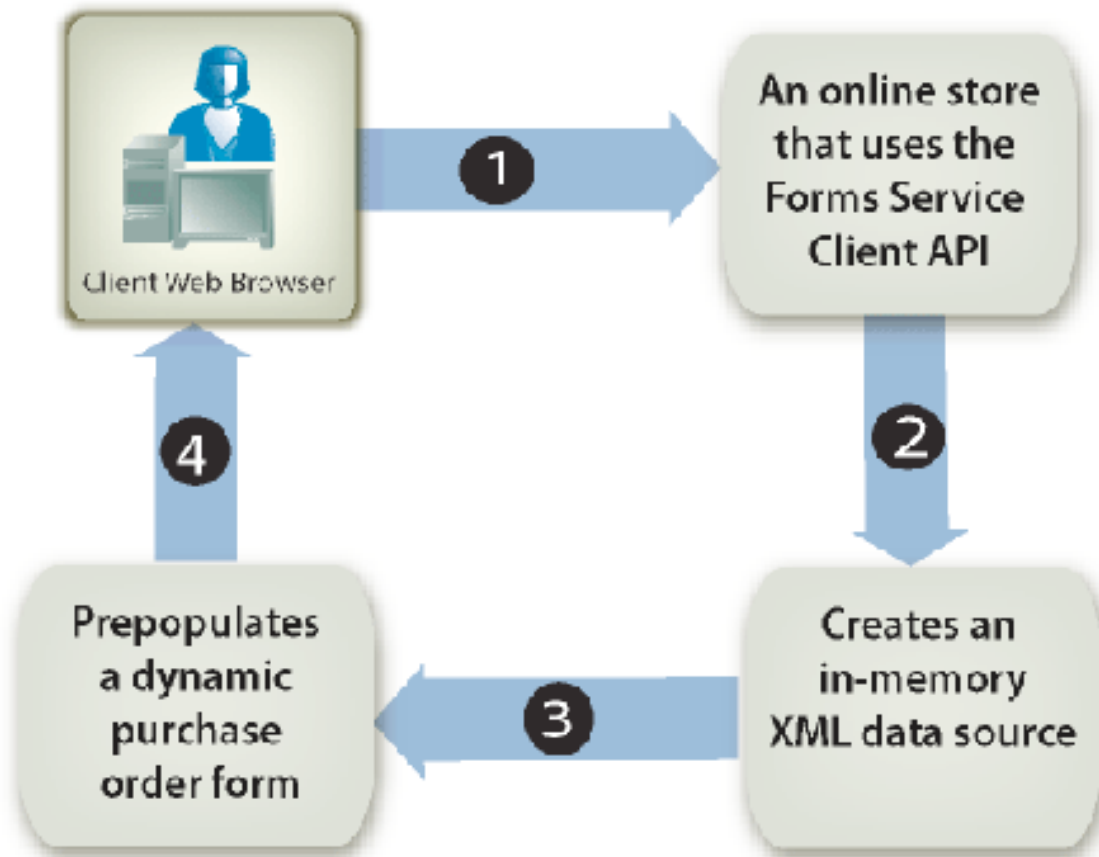 Client Web Browser
1
An online store
that uses the
Forms Service
Client API
2
Creates an
in-memory
XML data source
3
Prepopulates
a dynamic
purchase
order form
4